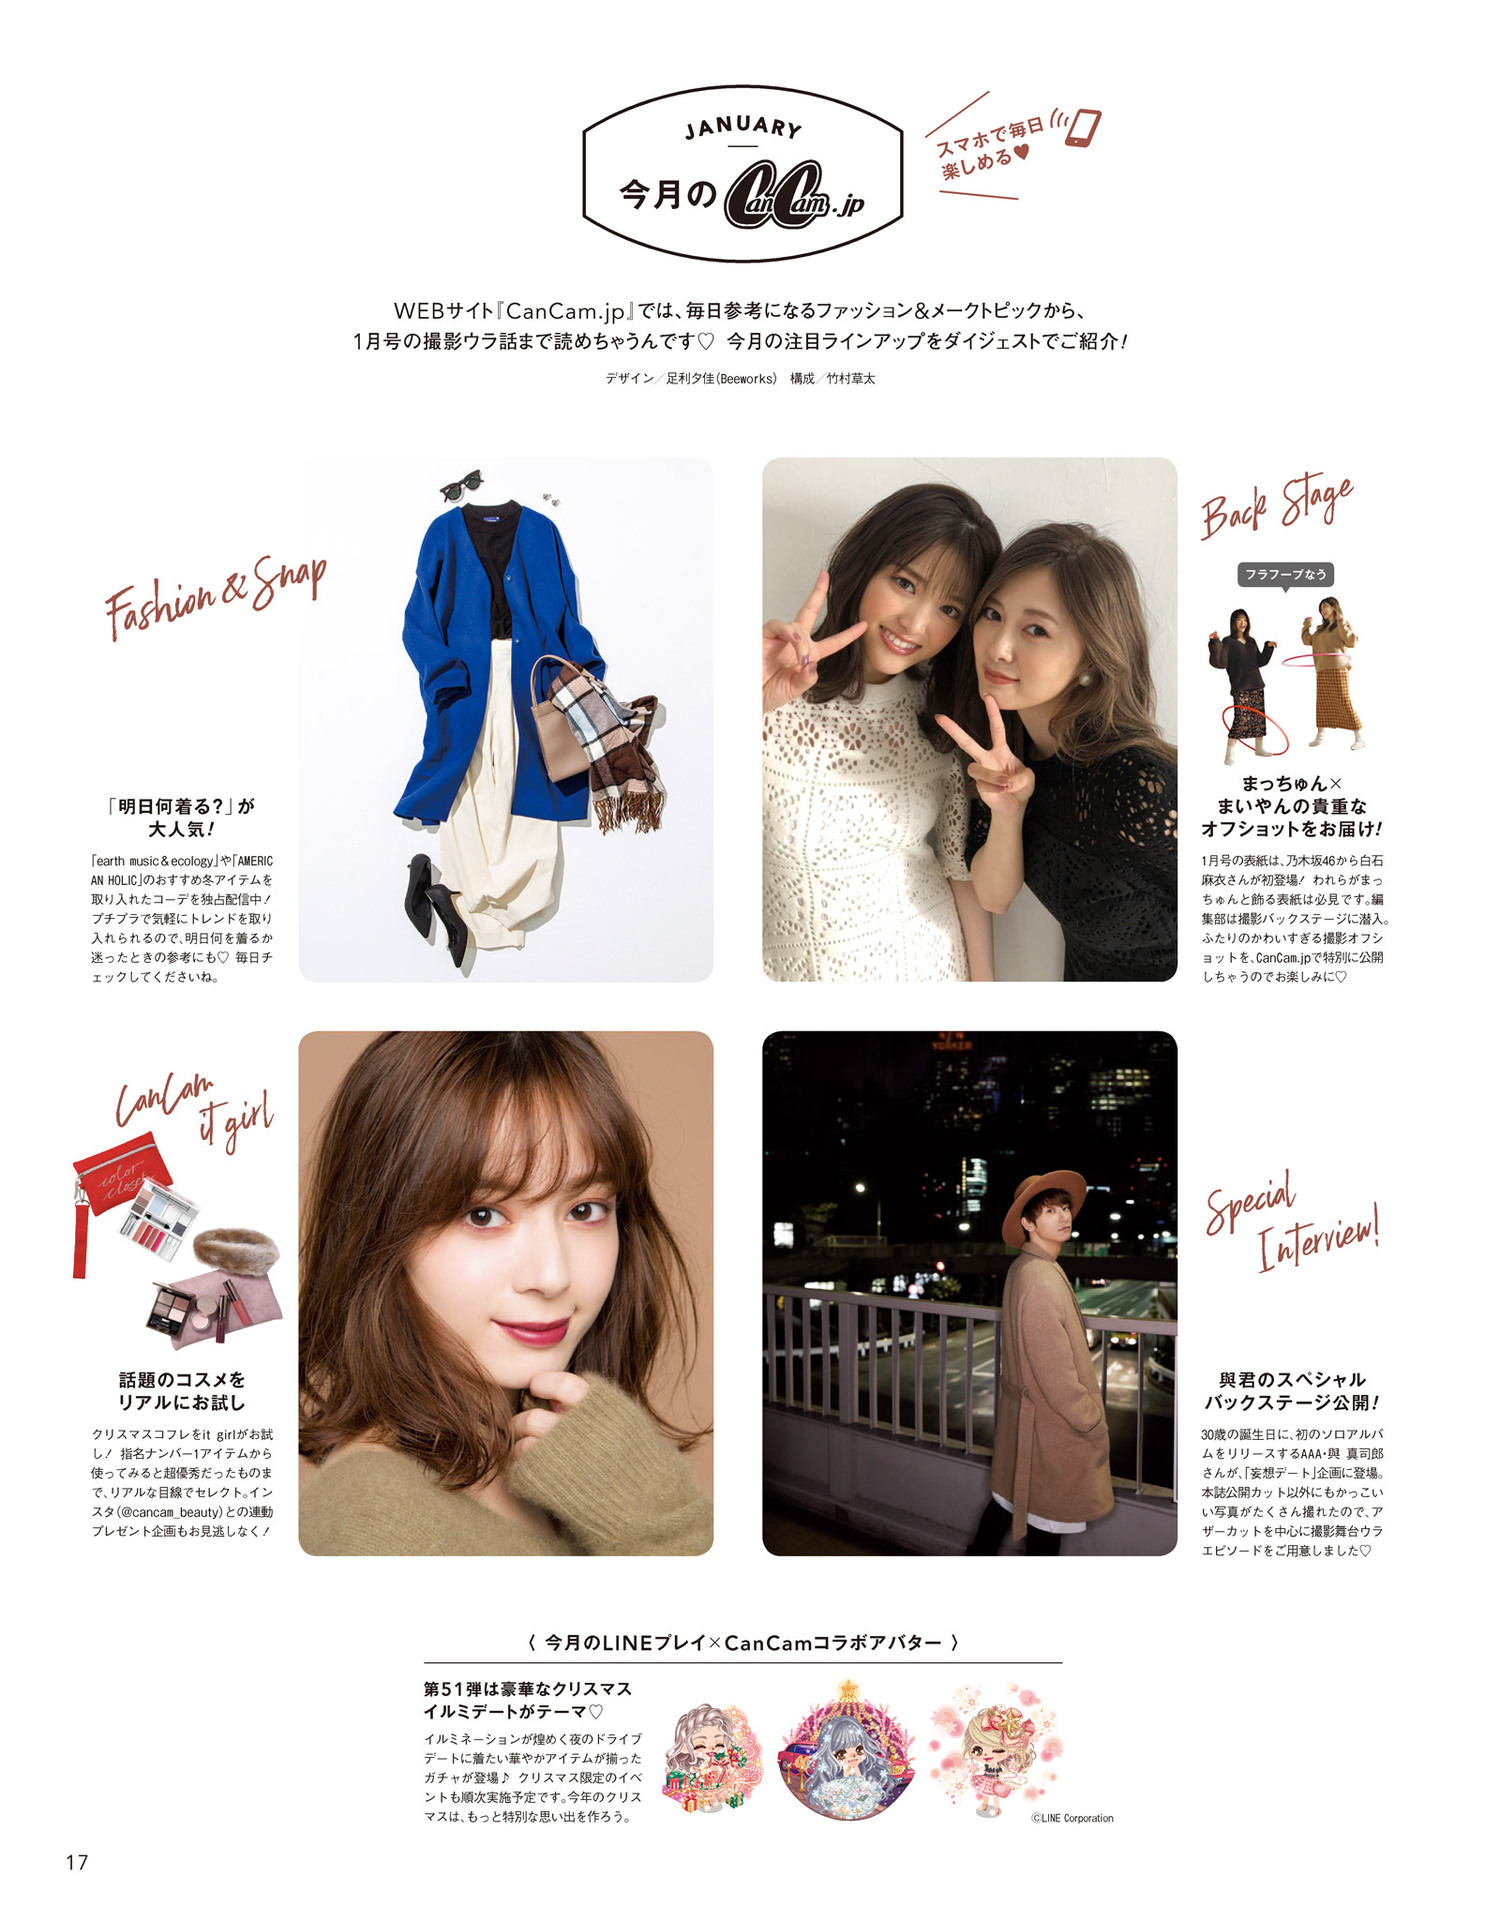 JANUARY
今月のCanCam.jp
スマホで毎日
楽しめる♥
WEBサイト『CanCam.jp』では、毎日参考になるファッション&メークトピックから、
1月号の撮影ウラ話まで読めちゃうんです♡ 今月の注目ラインアップをダイジェストでご紹介!
デザイン/足利夕佳(Beeworks) 構成/竹村草太
Fashion & Snap
「明日何着る?」が
大人気!
「earth music&ecology」や「AMERIC
AN HOLIC」のおすすめ冬アイテムを
取り入れたコーデを独占配信中!
プチプラで気軽にトレンドを取り
入れられるので、明日何を着るか
迷ったときの参考にも♡ 毎日チ
ェックしてくださいね。
Back Stage
フラフープなう
まっちゅん×
まいやんの貴重な
オフショットをお届け!
1月号の表紙は、乃木坂46から白石
麻衣さんが初登場! われらがまっ
ちゅんと飾る表紙は必見です。編
集部は撮影バックステージに潜入。
ふたりのかわいすぎる撮影オフシ
ョットを、CanCam.jpで特別に公開
しちゃうのでお楽しみに♡
CanCam
it girl
color
closet
話題のコスメを
リアルにお試し
クリスマスコフレをit girlがお試
し! 指名ナンバー1アイテムから
使ってみると超優秀だったものま
で、リアルな目線でセレクト。イン
スタ(@cancam_beauty)との連動
プレゼント企画もお見逃しなく!
Special
Interview!
與君のスペシャル
バックステージ公開!
30歳の誕生日に、初のソロアルバ
ムをリリースするAAA・與 真司郎
さんが、「妄想デート」企画に登場。
本誌公開カット以外にもかっこい
い写真がたくさん撮れたので、ア
ザーカットを中心に撮影舞台ウラ
エピソードをご用意しました♡
〈 今月のLINEプレイ×CanCamコラボアバター 〉
第51弾は豪華なクリスマス
イルミデートがテーマ♡
イルミネーションが煌めく夜のドライブ
デートに着たい華やかアイテムが揃った
ガチャが登場♪ クリスマス限定のイベ
ントも順次実施予定です。今年のクリス
マスは、もっと特別な思い出を作ろう。
©LINE Corporation
17